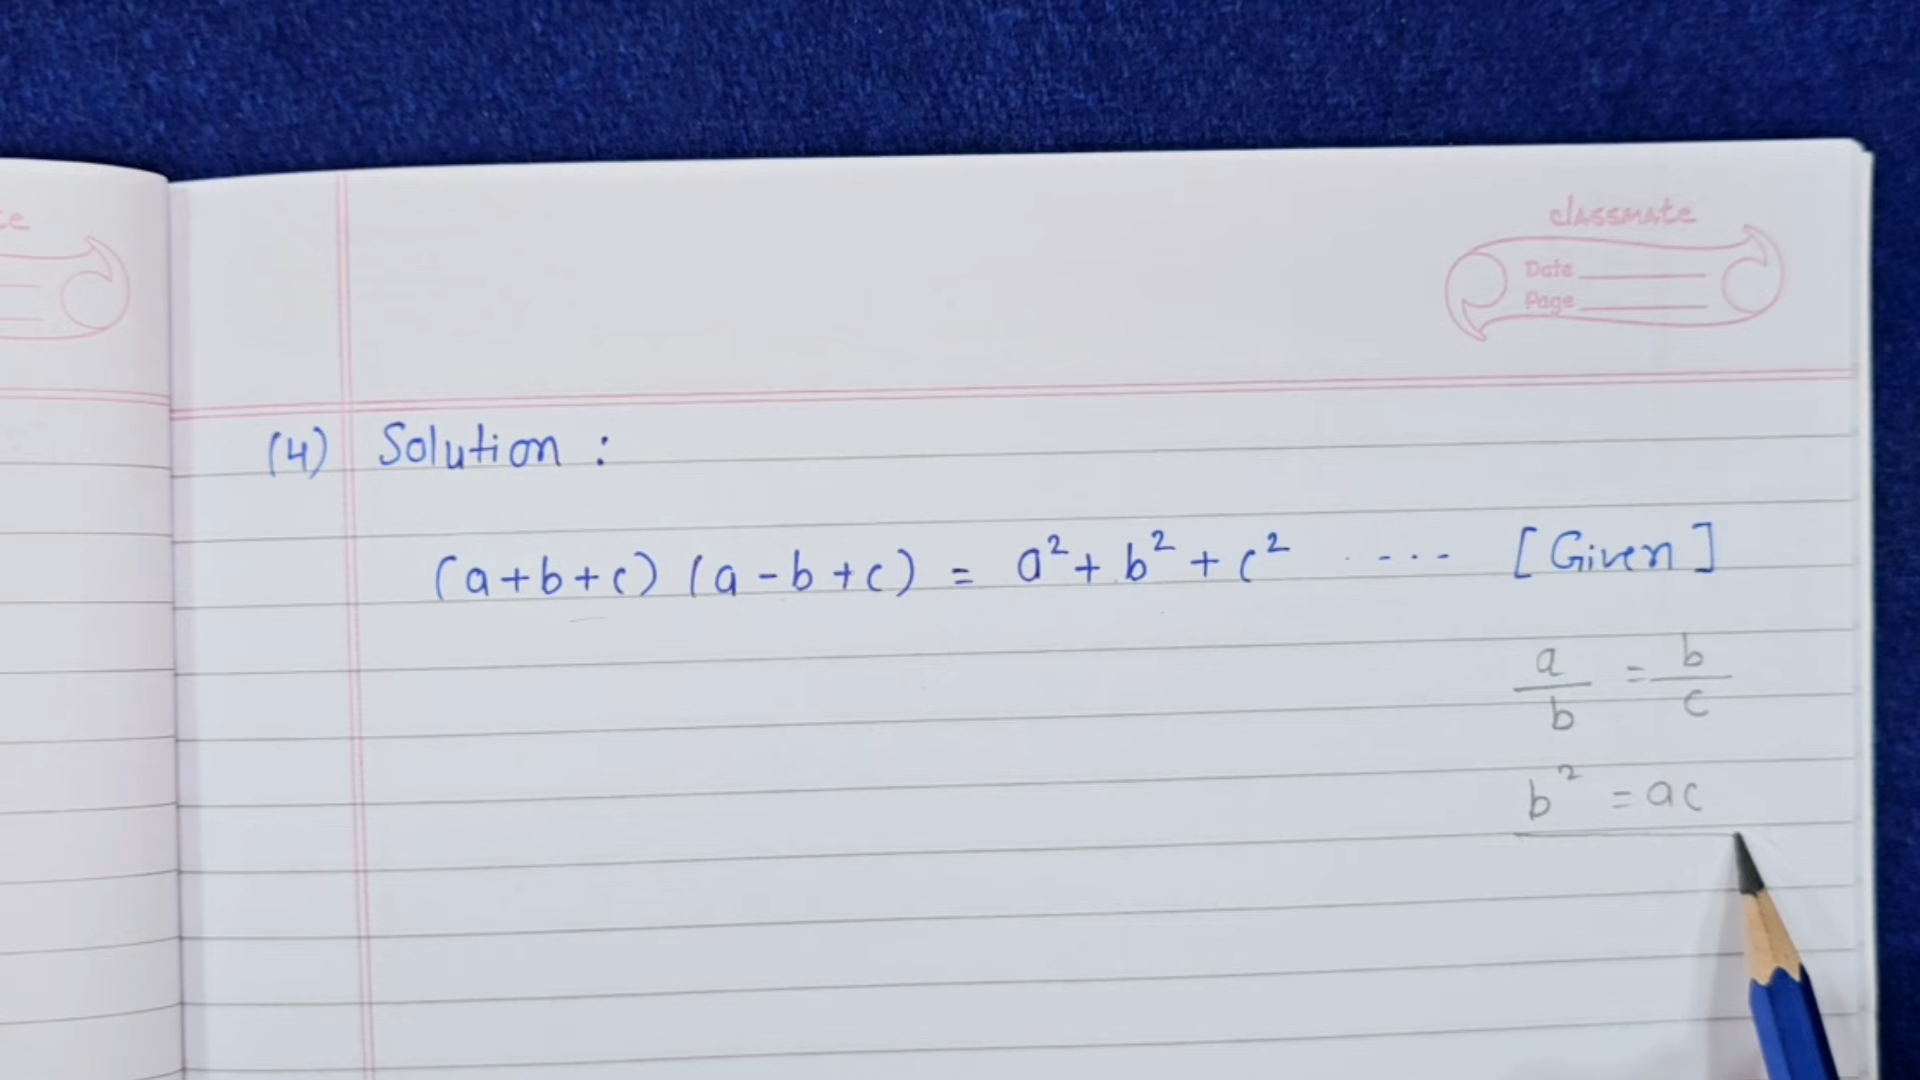 classmate
Date
Page
(4) Solution :
(a+b+c) (a-b+c) = a²+ b² + c² .... [Given]
a/b = b/c
b² = ac